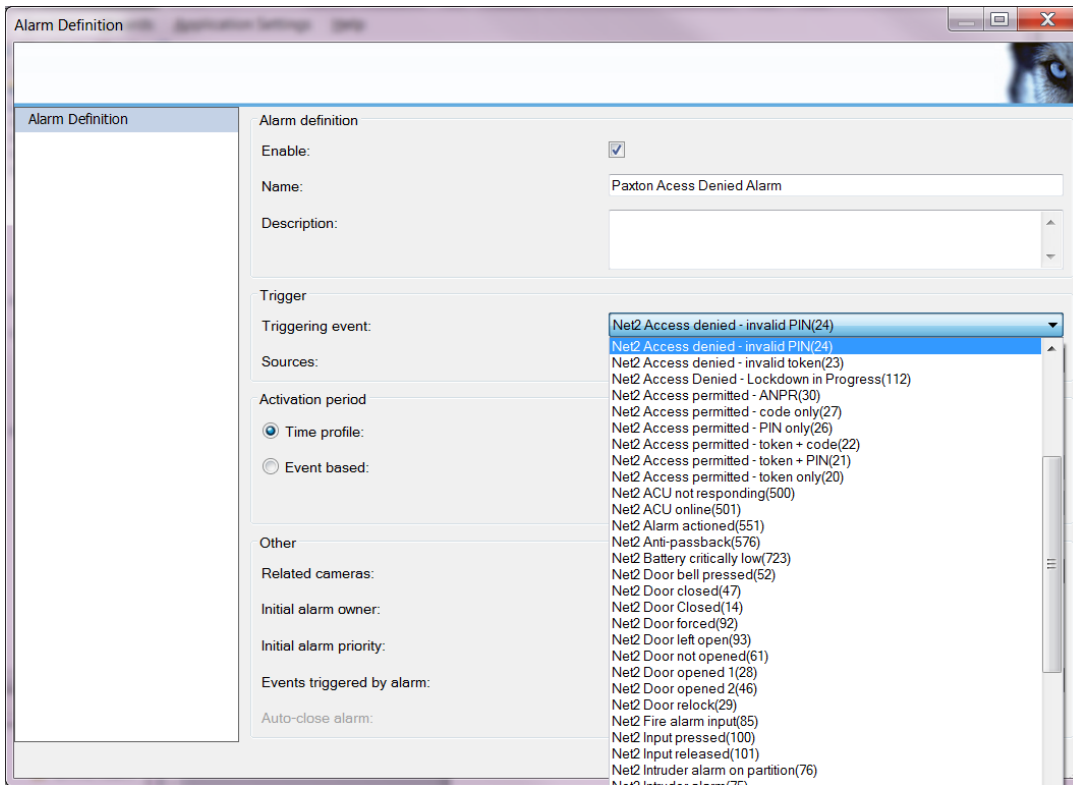 Alarm Definition
Application Settings Help
Alarm Definition
Alarm definition
Enable:
Name: Paxton Acess Denied Alarm
Description:
Trigger
Triggering event: Net2 Access denied - invalid PIN(24)
Sources:
Net2 Access denied - invalid PIN(24)
Net2 Access denied - invalid token(23)
Net2 Access Denied - Lockdown in Progress(112)
Net2 Access permitted - ANPR(30)
Net2 Access permitted - code only(27)
Net2 Access permitted - PIN only(26)
Net2 Access permitted - token + code(22)
Net2 Access permitted - token + PIN(21)
Net2 Access permitted - token only(20)
Net2 ACU not responding(500)
Net2 ACU online(501)
Net2 Alarm actioned(551)
Net2 Anti-passback(576)
Net2 Battery critically low(723)
Net2 Door bell pressed(52)
Net2 Door closed(47)
Net2 Door Closed(14)
Net2 Door forced(92)
Net2 Door left open(93)
Net2 Door not opened(61)
Net2 Door opened 1(28)
Net2 Door opened 2(46)
Net2 Door relock(29)
Net2 Fire alarm input(85)
Net2 Input pressed(100)
Net2 Input released(101)
Net2 Intruder alarm on partition(76)
Net2 Intruder alarm(75)
Activation period
Time profile:
Event based:
Other
Related cameras:
Initial alarm owner:
Initial alarm priority:
Events triggered by alarm:
Auto-close alarm: